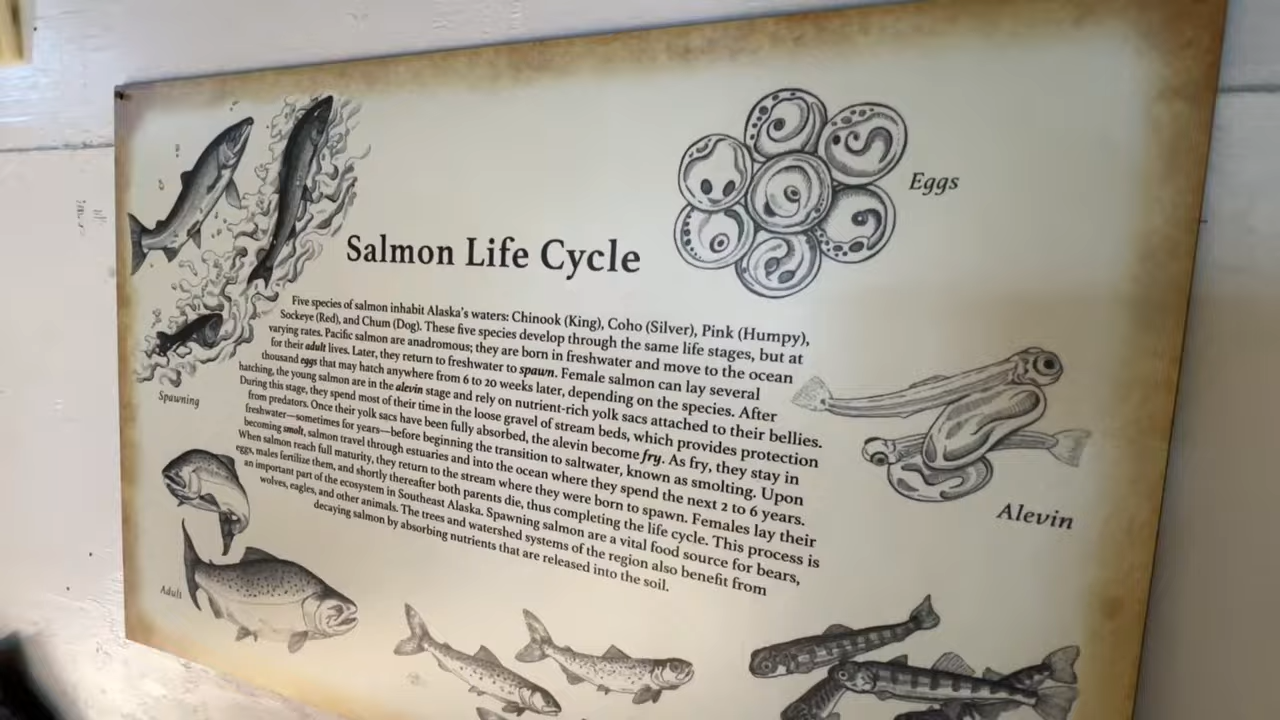 Eggs
Salmon Life Cycle
Five species of salmon inhabit Alaska's waters: Chinook (King), Coho (Silver), Pink (Humpy),
Sockeye (Red), and Chum (Dog). These five species develop through the same life stages, but at
varying rates. Pacific salmon are anadromous; they are born in freshwater and move to the ocean
for their adult lives. Later, they return to freshwater to spawn. Female salmon can lay several
thousand eggs that may hatch anywhere from 6 to 20 weeks later, depending on the species. After
hatching, the young salmon are in the alevin stage and rely on nutrient-rich yolk sacs attached to their bellies.
During this stage, they spend most of their time in the loose gravel of stream beds, which provides protection
from predators. Once their yolk sacs have been fully absorbed, the alevin become fry. As fry, they stay in
freshwater—sometimes for years—before beginning the transition to saltwater, known as smolting. Upon
becoming smolt, salmon travel through estuaries and into the ocean where they spend the next 2 to 6 years.
When salmon reach full maturity, they return to the stream where they were born to spawn. Females lay their
eggs, males fertilize them, and shortly thereafter both parents die, thus completing the life cycle. This process is
an important part of the ecosystem in Southeast Alaska. Spawning salmon are a vital food source for bears,
wolves, eagles, and other animals. The trees and watershed systems of the region also benefit from
decaying salmon by absorbing nutrients that are released into the soil.
Spawning
Alevin
Adult